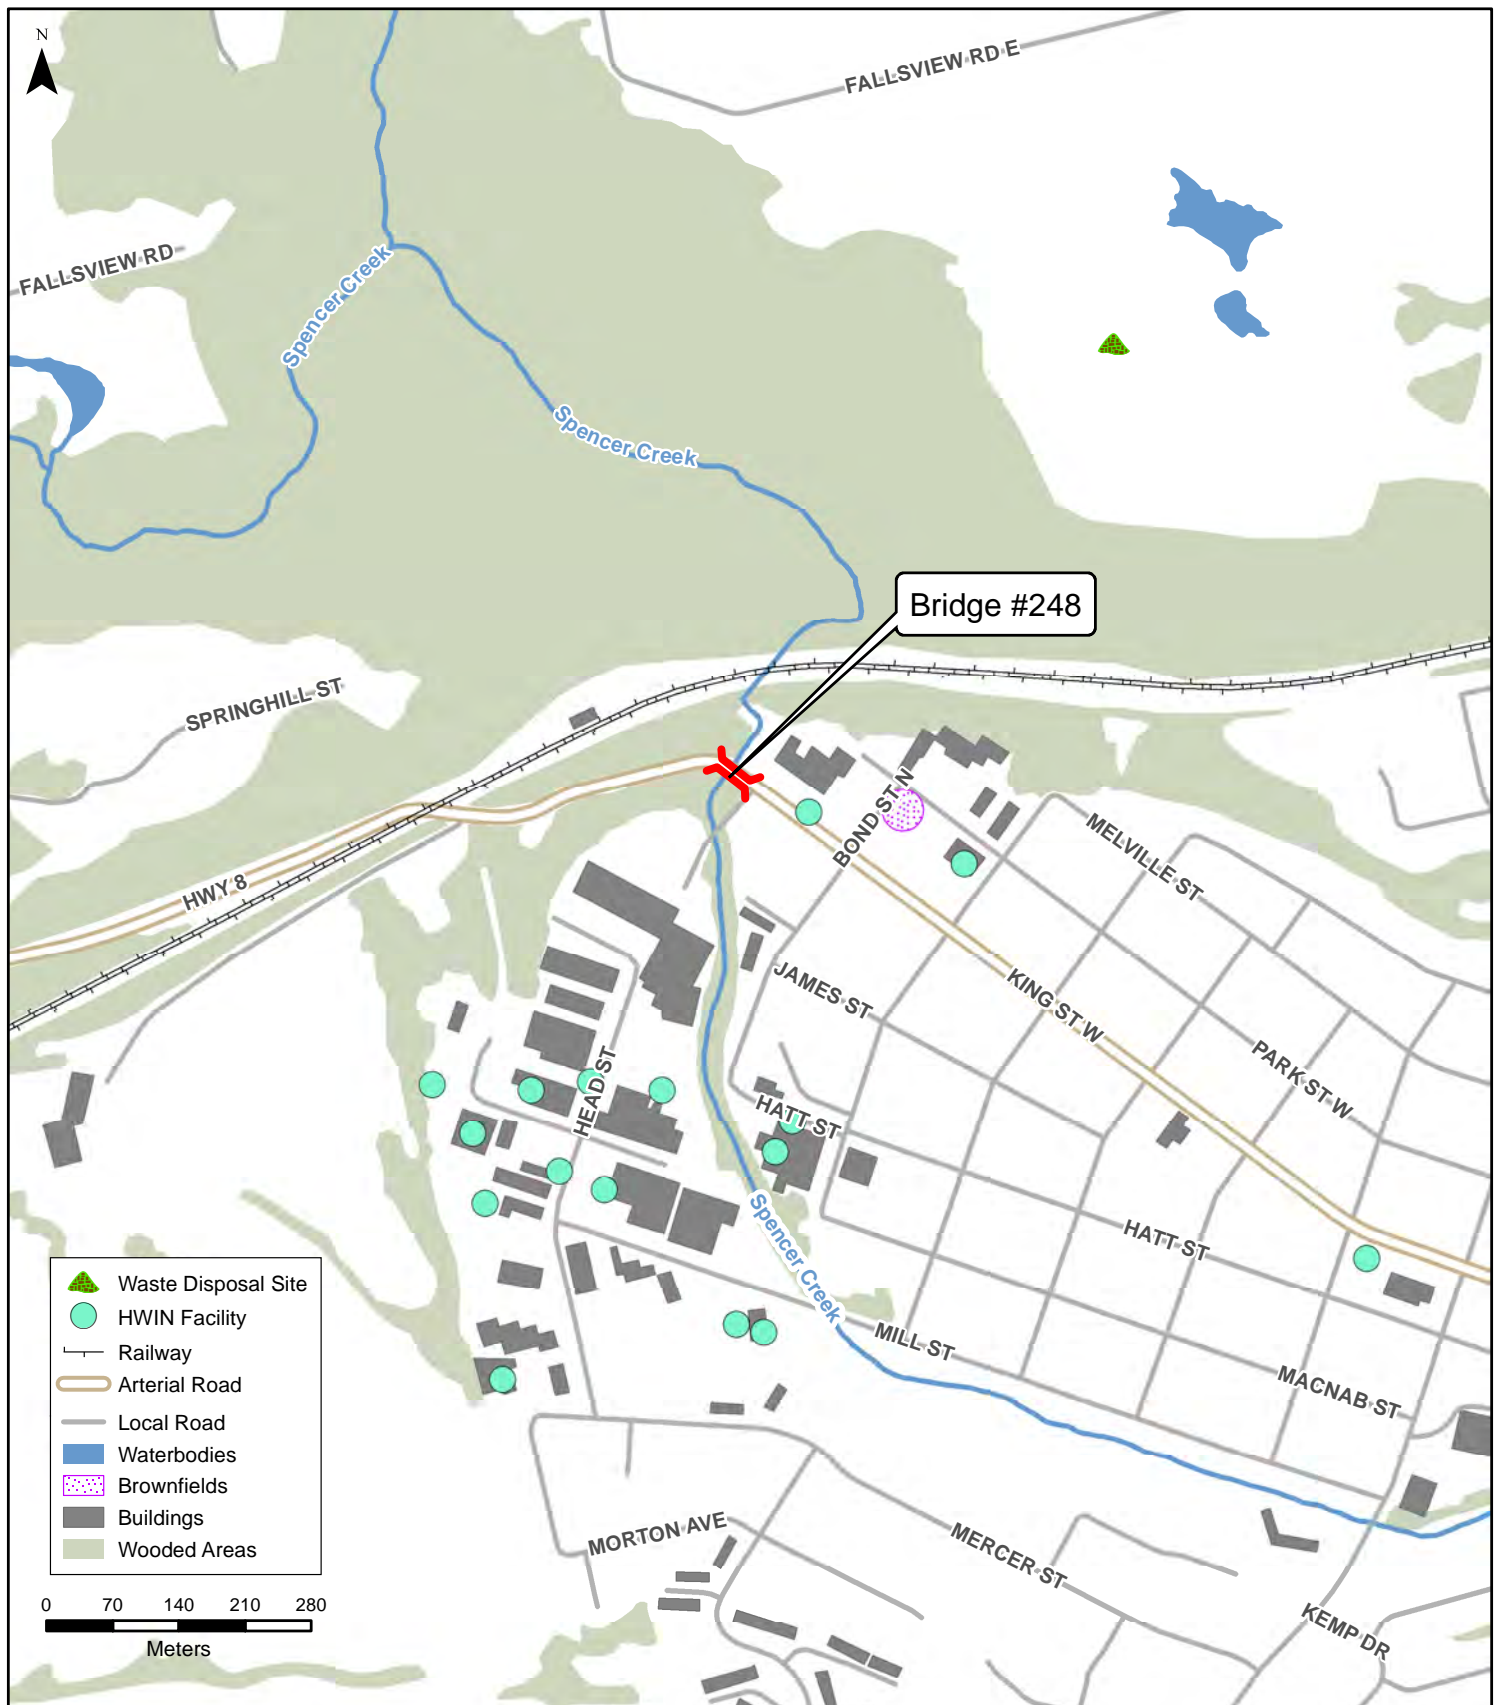 N
FALLSVIEW RD E
FALLSVIEW RD
Spencer Creek
Spencer Creek
Bridge #248
SPRINGHILL ST
BOND ST N
MELVILLE ST
HWY 8
JAMES ST
KING ST W
PARK ST W
HEAD ST
HATT ST
Spencer Creek
HATT ST
MILL ST
MACNAB ST
MORTON AVE
MERCER ST
KEMP DR
Waste Disposal Site
HWIN Facility
Railway
Arterial Road
Local Road
Waterbodies
Brownfields
Buildings
Wooded Areas
0 70 140 210 280
Meters